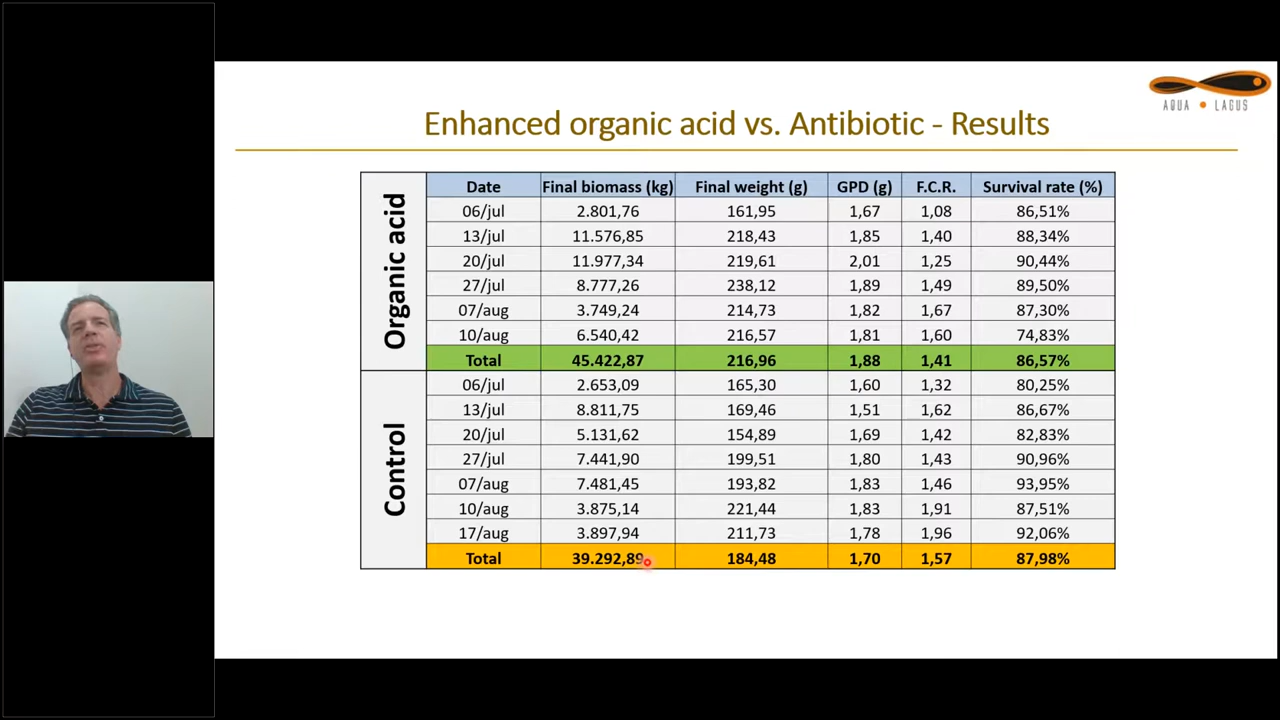 AQUA LAGUS
Enhanced organic acid vs. Antibiotic - Results
Organic acid
Date Final biomass (kg) Final weight (g) GPD (g) F.C.R. Survival rate (%)
06/jul 2.801,76 161,95 1,67 1,08 86,51%
13/jul 11.576,85 218,43 1,85 1,40 88,34%
20/jul 11.977,34 219,61 2,01 1,25 90,44%
27/jul 8.777,26 238,12 1,89 1,49 89,50%
07/aug 3.749,24 214,73 1,82 1,67 87,30%
10/aug 6.540,42 216,57 1,81 1,60 74,83%
Total 45.422,87 216,96 1,88 1,41 86,57%
Control
06/jul 2.653,09 165,30 1,60 1,32 80,25%
13/jul 8.811,75 169,46 1,51 1,62 86,67%
20/jul 5.131,62 154,89 1,69 1,42 82,83%
27/jul 7.441,90 199,51 1,80 1,43 90,96%
07/aug 7.481,45 193,82 1,83 1,46 93,95%
10/aug 3.875,14 221,44 1,83 1,91 87,51%
17/aug 3.897,94 211,73 1,78 1,96 92,06%
Total 39.292,89 184,48 1,70 1,57 87,98%